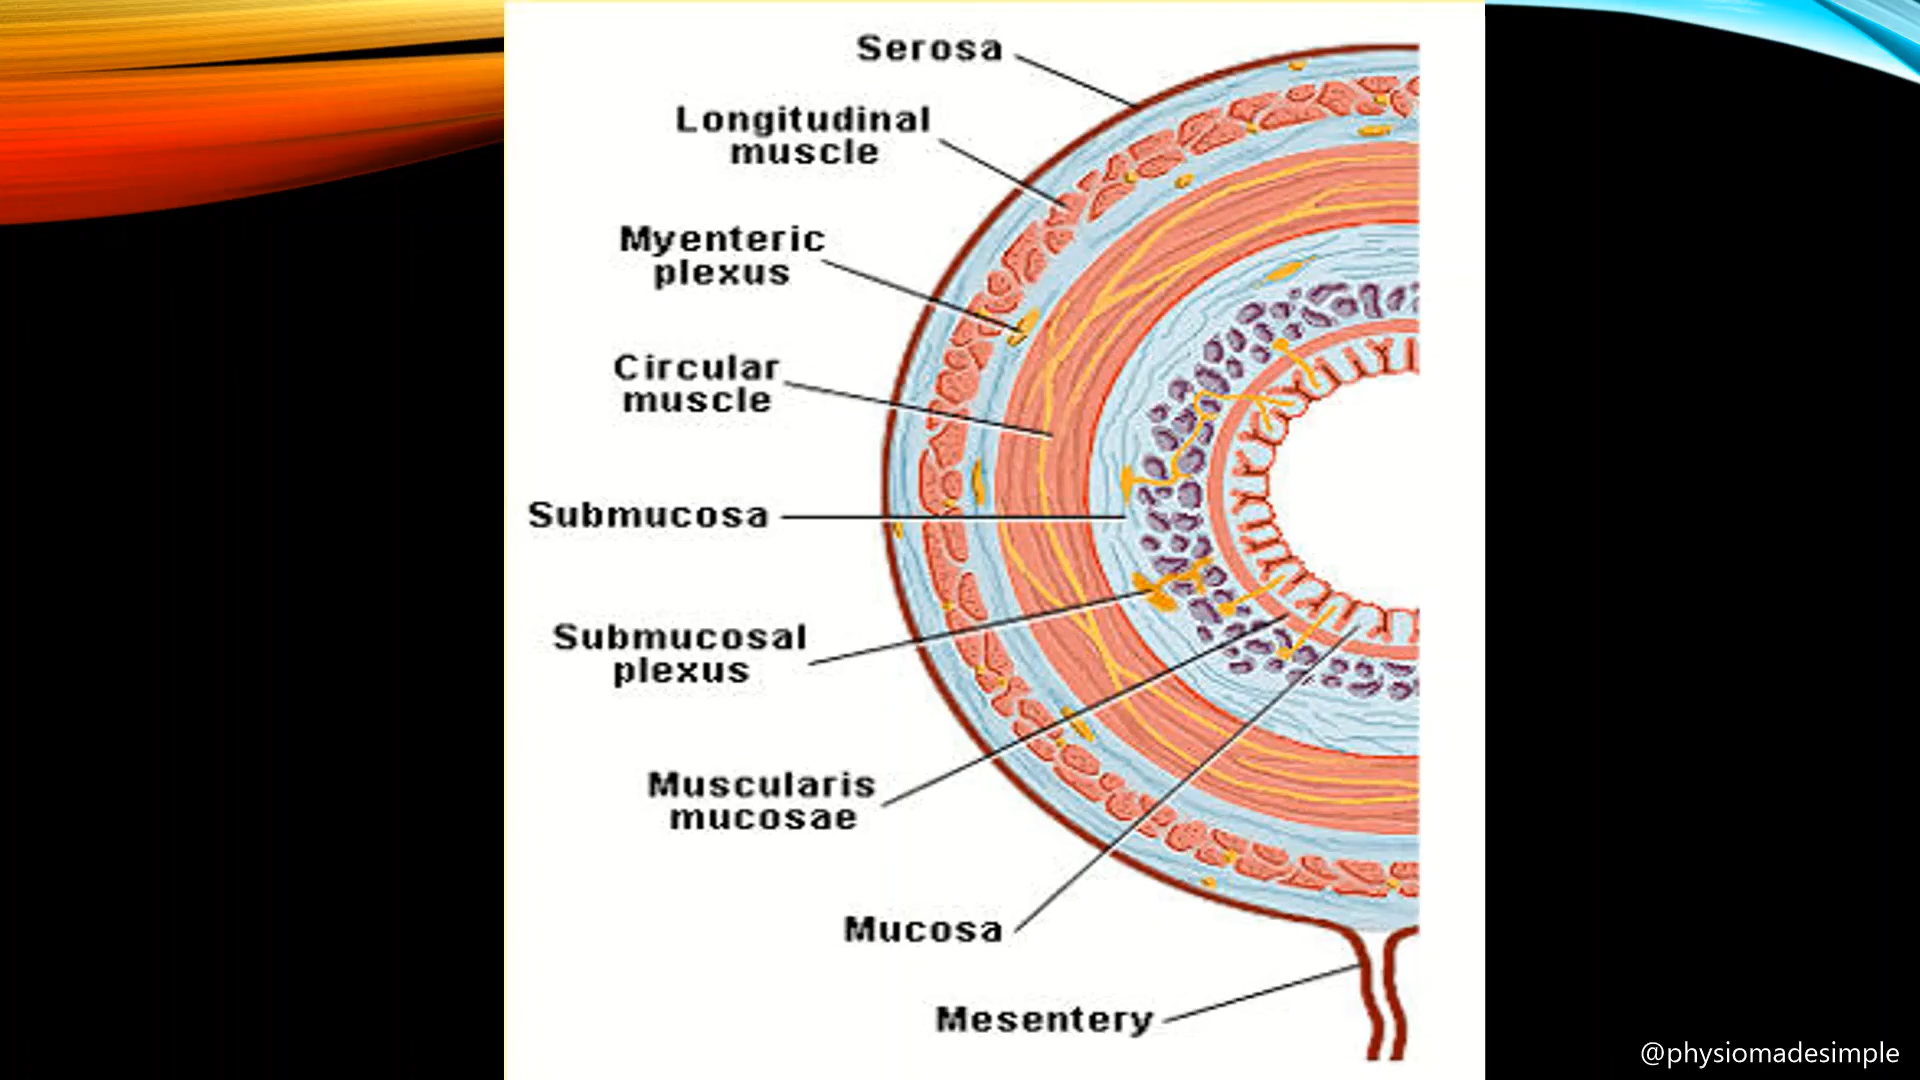 Serosa
Longitudinal
muscle
Myenteric
plexus
Circular
muscle
Submucosa
Submucosal
plexus
Muscularis
mucosae
Mucosa
Mesentery
@physiomadesimple